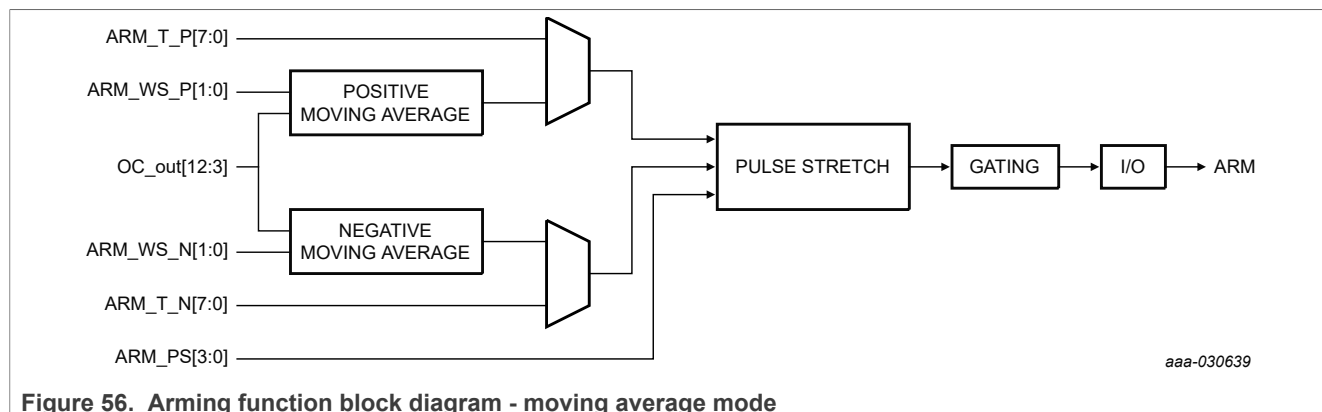 ARM_T_P[7:0]
ARM_WS_P[1:0]
POSITIVE
MOVING AVERAGE
OC_out[12:3]
PULSE STRETCH
GATING
I/O
ARM
NEGATIVE
MOVING AVERAGE
ARM_WS_N[1:0]
ARM_T_N[7:0]
ARM_PS[3:0]
aaa-030639
Figure 56. Arming function block diagram - moving average mode